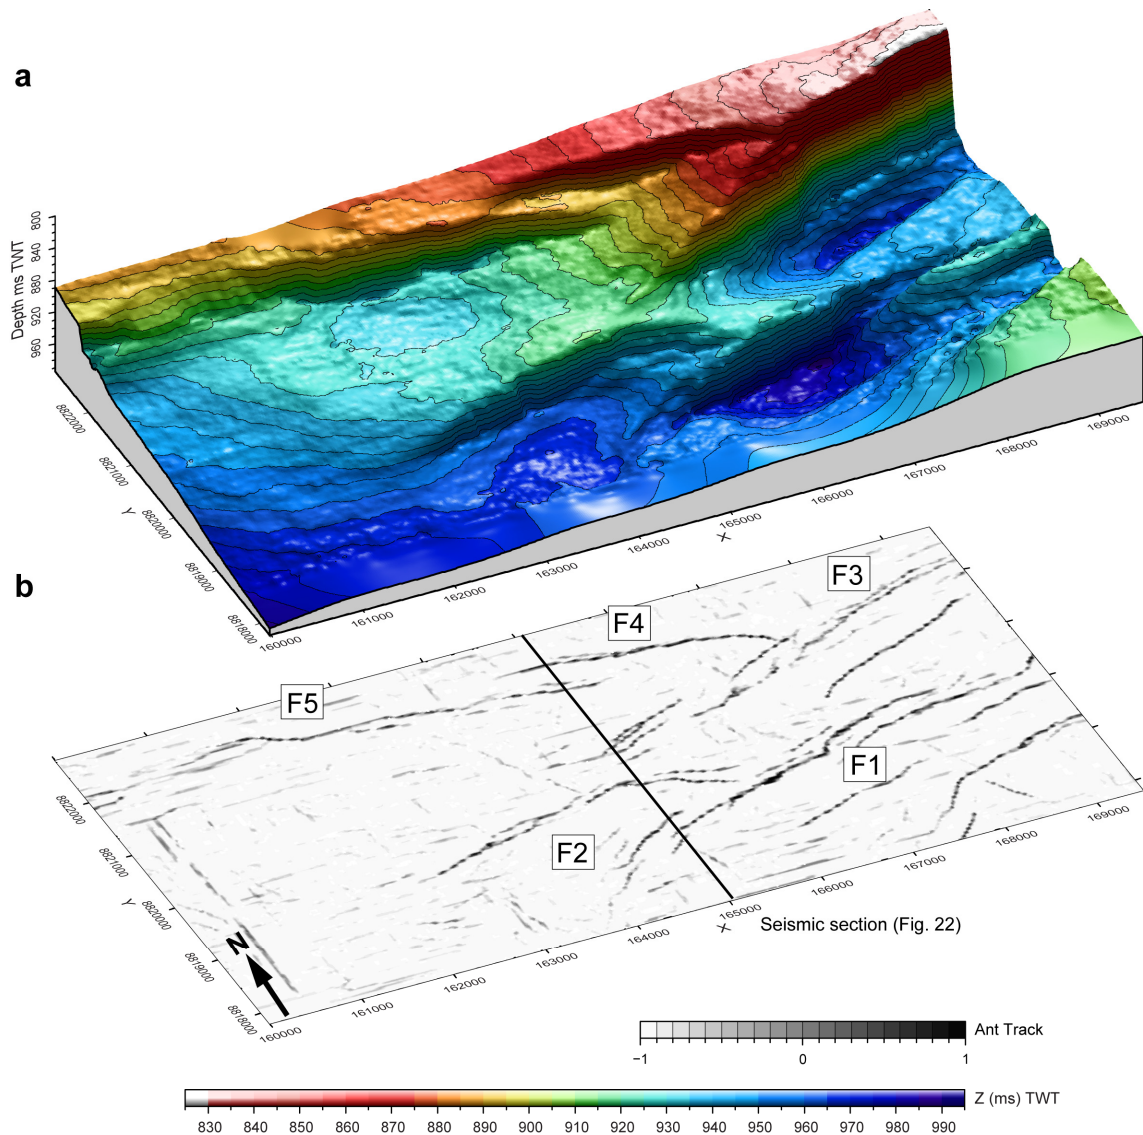 a
800
840
880
920
960
Depth ms TWT
8822000
8821000
8820000
8819000
8818000
Y
160000
161000
162000
163000
164000
165000
166000
167000
168000
169000
X
b
F3
F4
F5
F1
F2
8822000
8821000
8820000
8819000
8818000
Y
N
160000
161000
162000
163000
164000
165000
166000
167000
168000
169000
X
Seismic section (Fig. 22)
Ant Track
−1 0 1
Z (ms) TWT
830 840 850 860 870 880 890 900 910 920 930 940 950 960 970 980 990